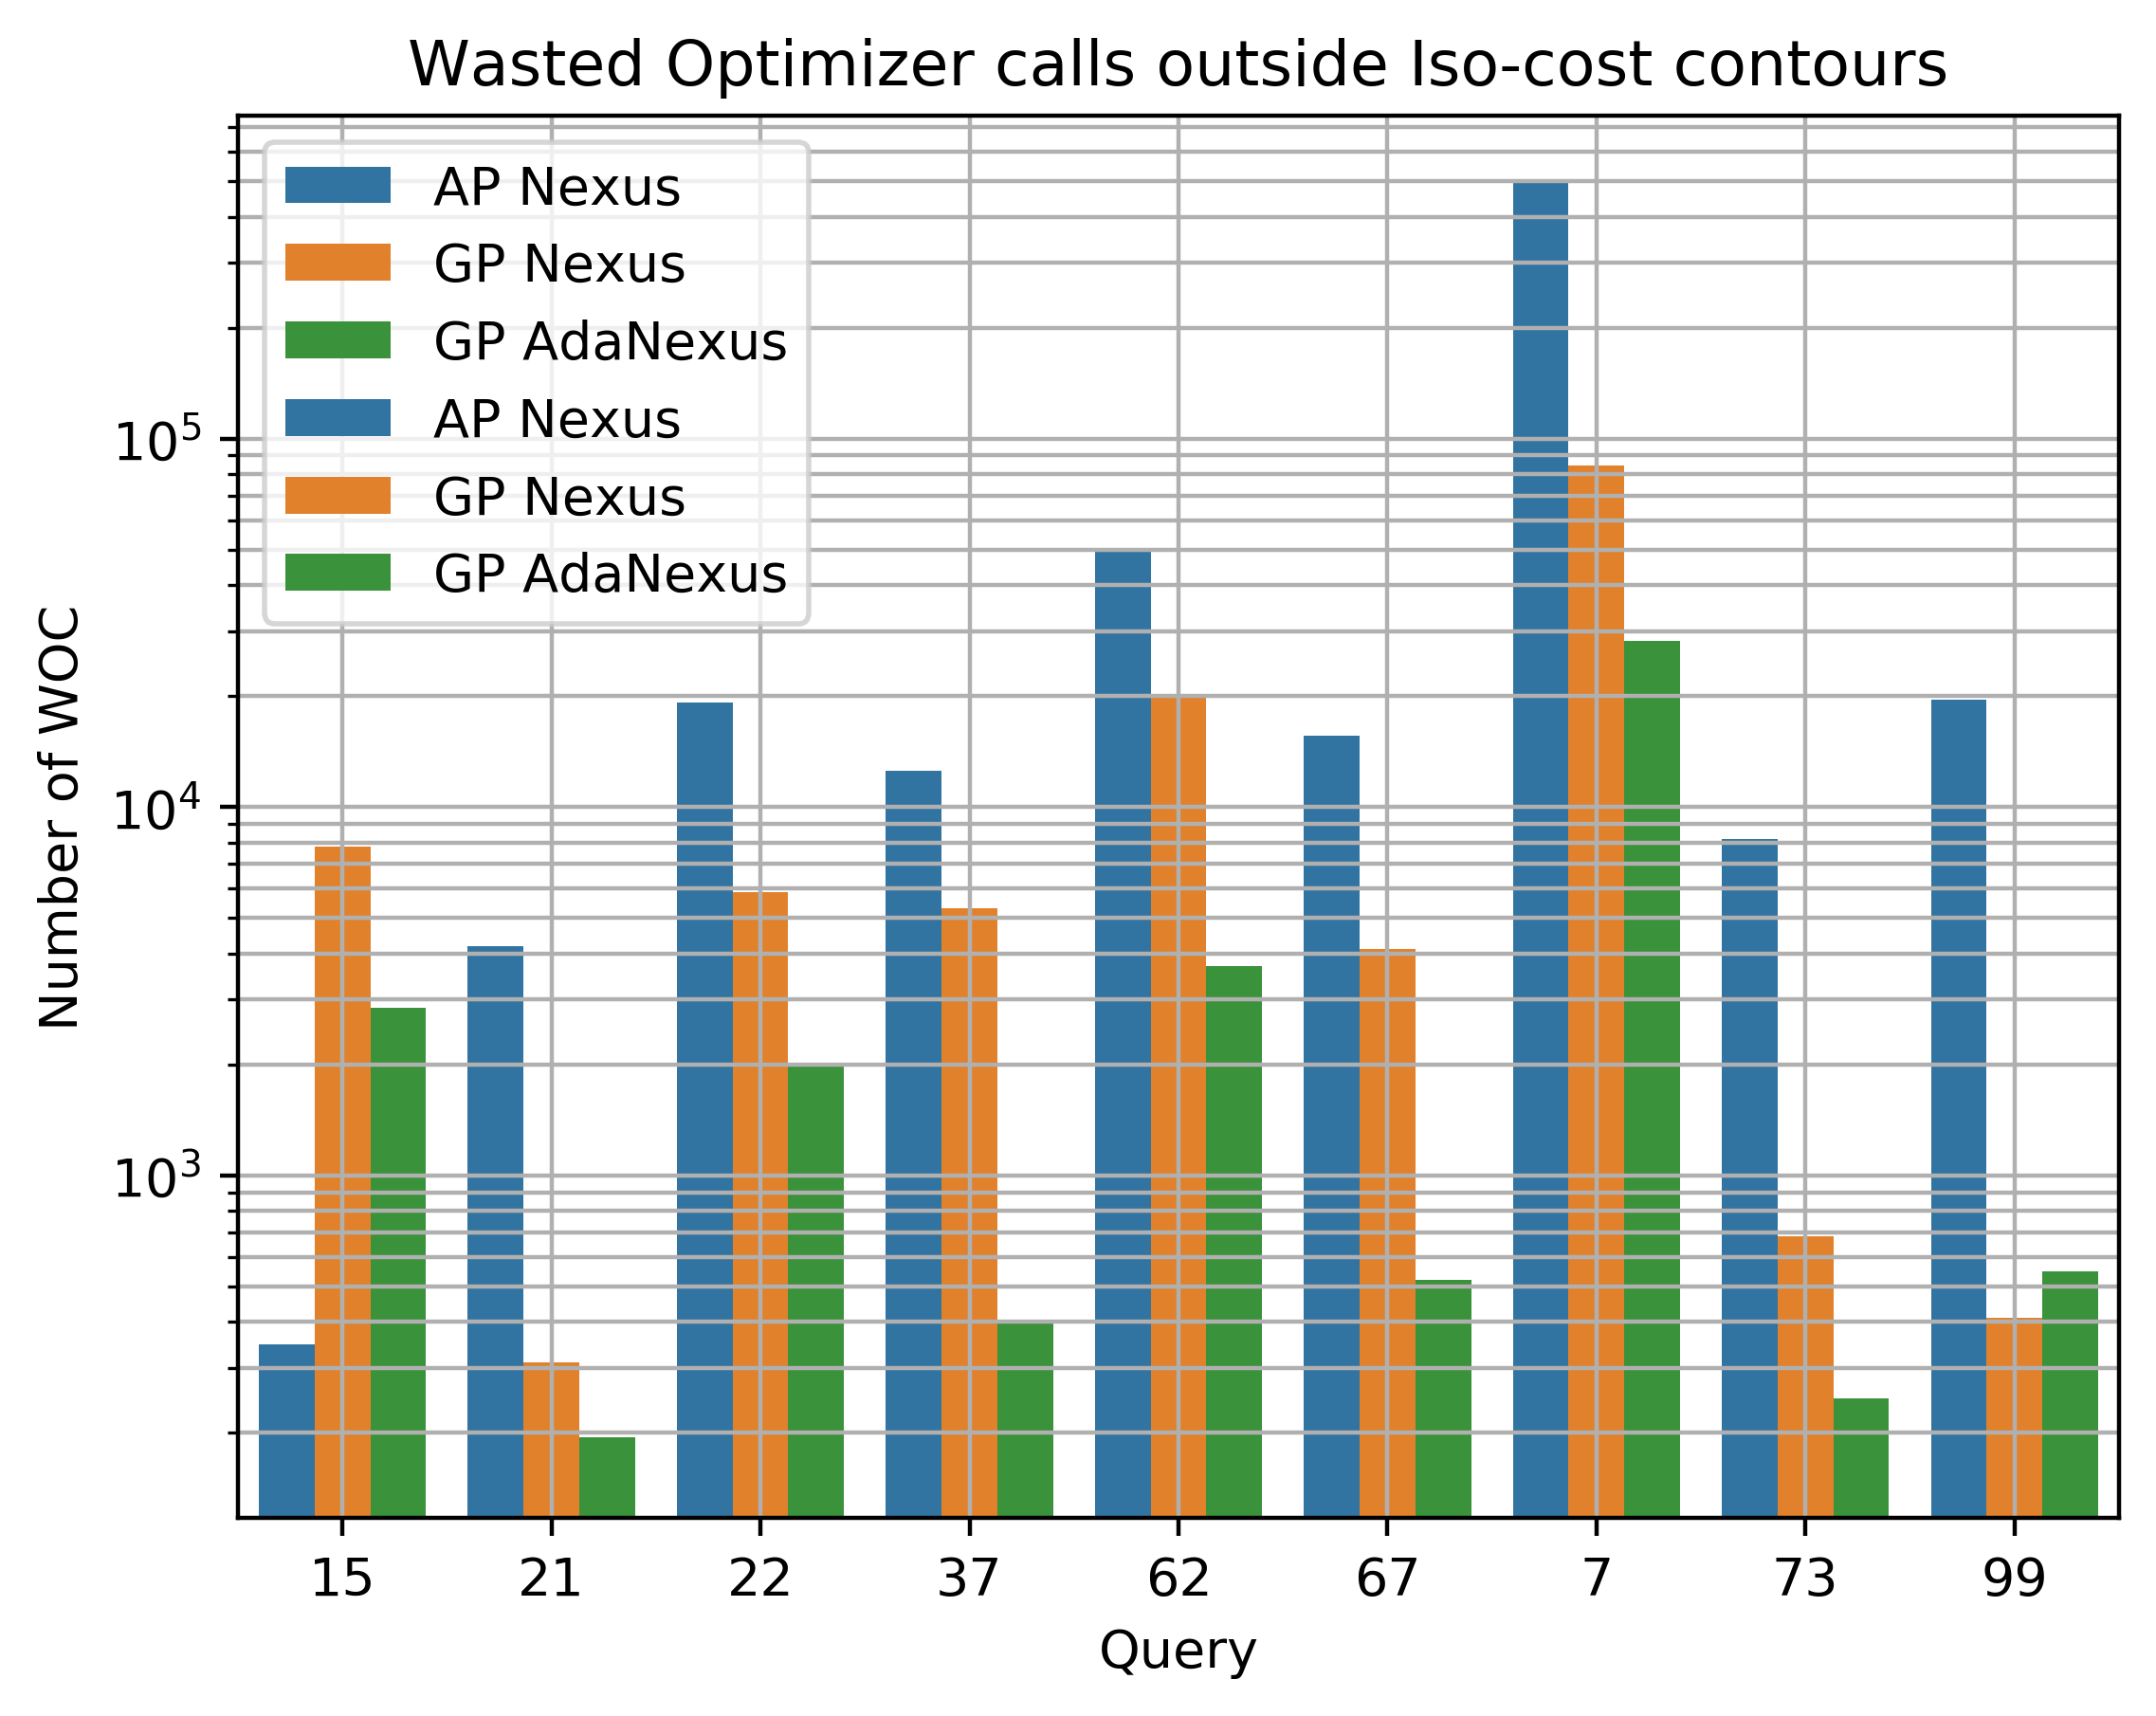 Wasted Optimizer calls outside Iso-cost contours
AP Nexus
GP Nexus
GP AdaNexus
AP Nexus
GP Nexus
GP AdaNexus
Number of WOC
10⁵
10⁴
10³
15 21 22 37 62 67 7 73 99
Query